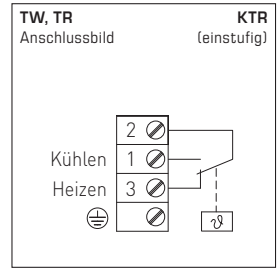 TW, TR KTR
Anschlussbild (einstufig)
2
Kühlen 1
Heizen 3
ϑ